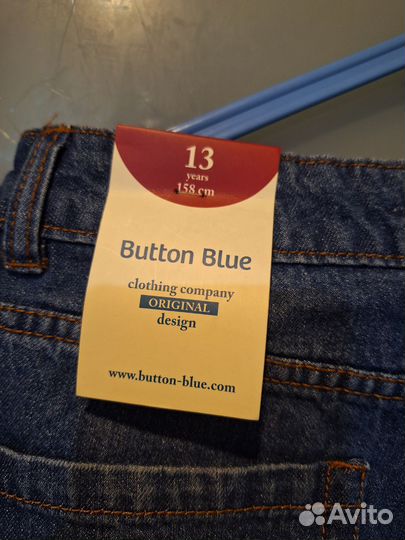 13
years
158 cm
Button Blue
clothing company
ORIGINAL
design
www.button-blue.com
Avito